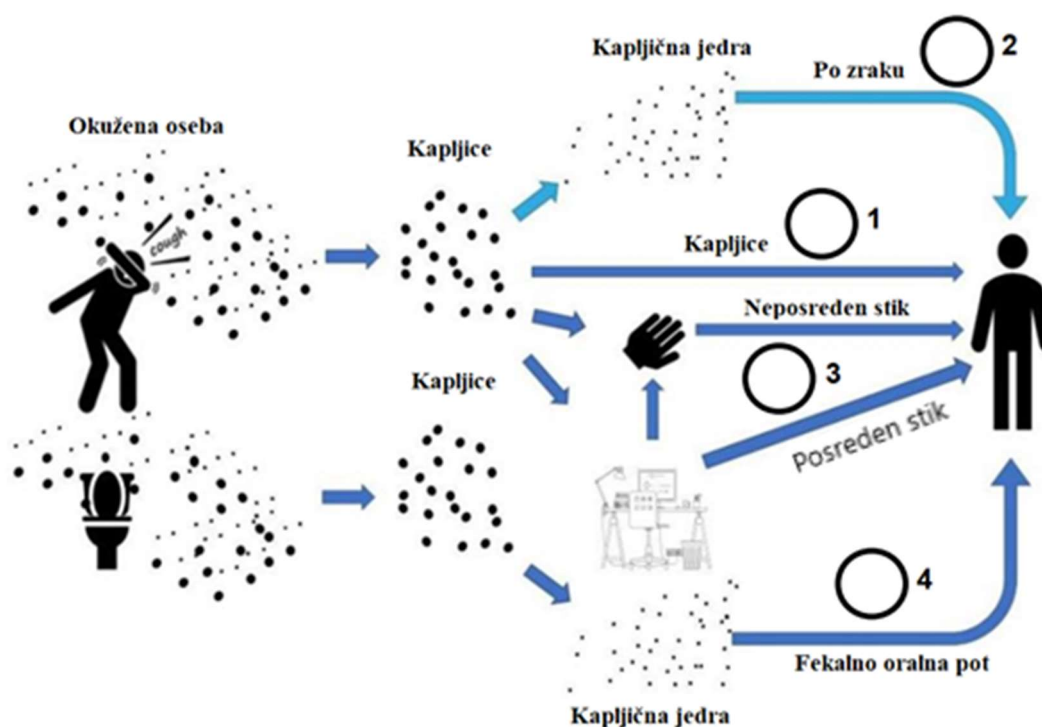 Kapljična jedra
2
Po zraku
Okužena oseba
Kapljice
cough
1
Kapljice
Neposreden stik
3
Kapljice
Posreden stik
4
Fekalno oralna pot
Kapljična jedra